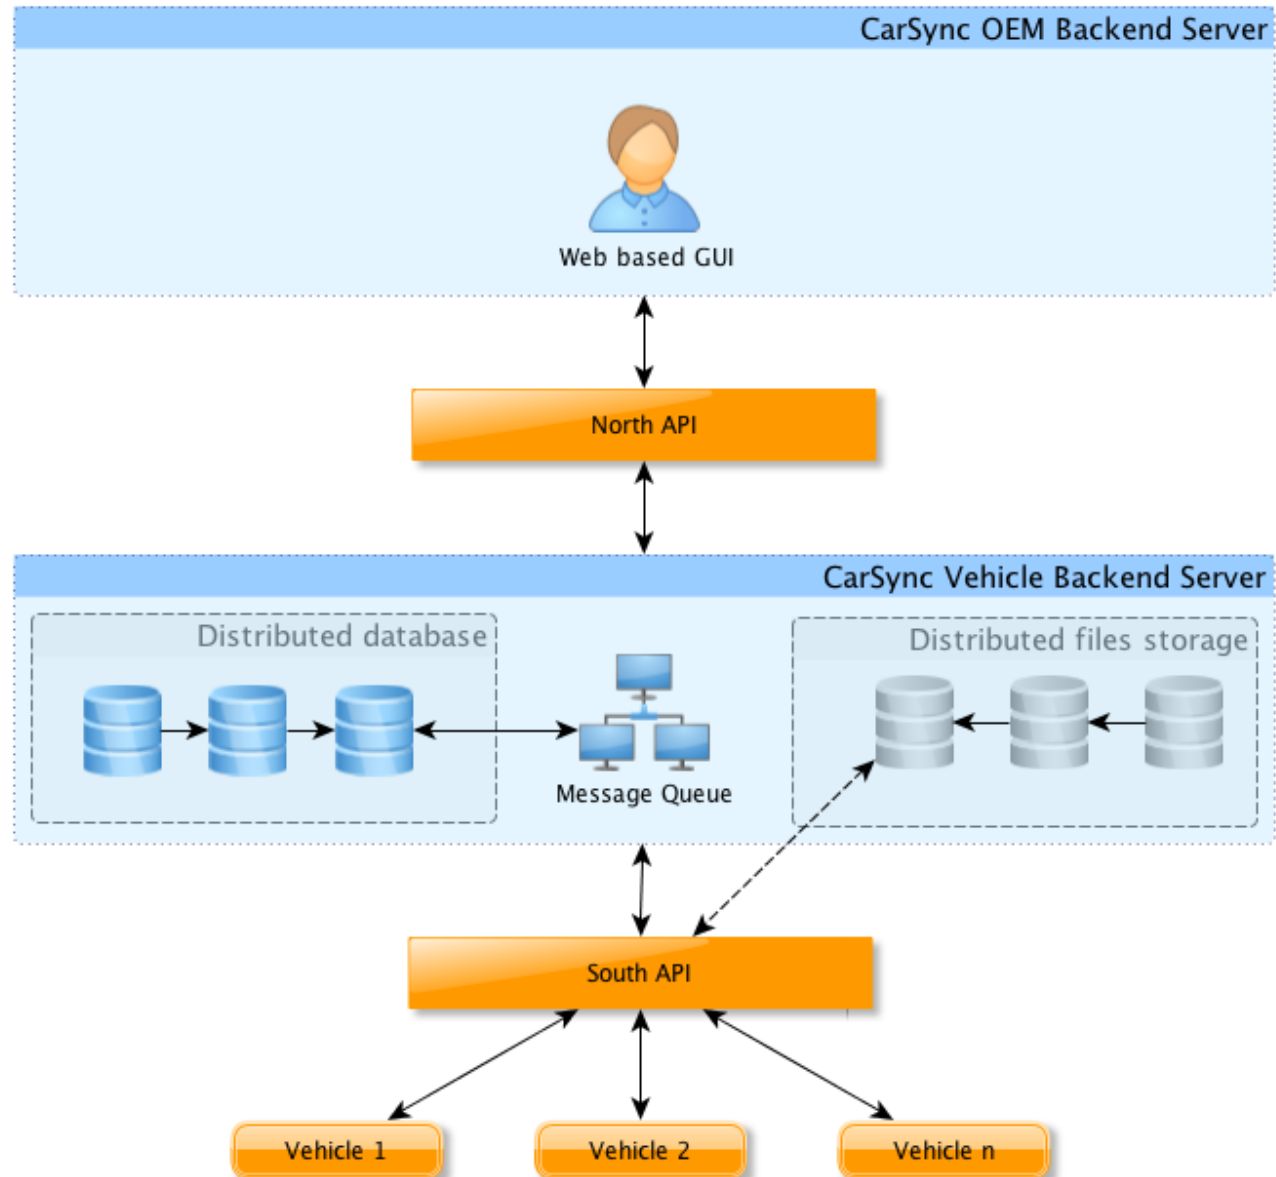 CarSync OEM Backend Server
Web based GUI
North API
CarSync Vehicle Backend Server
Distributed database
Distributed files storage
Message Queue
South API
Vehicle 1
Vehicle 2
Vehicle n